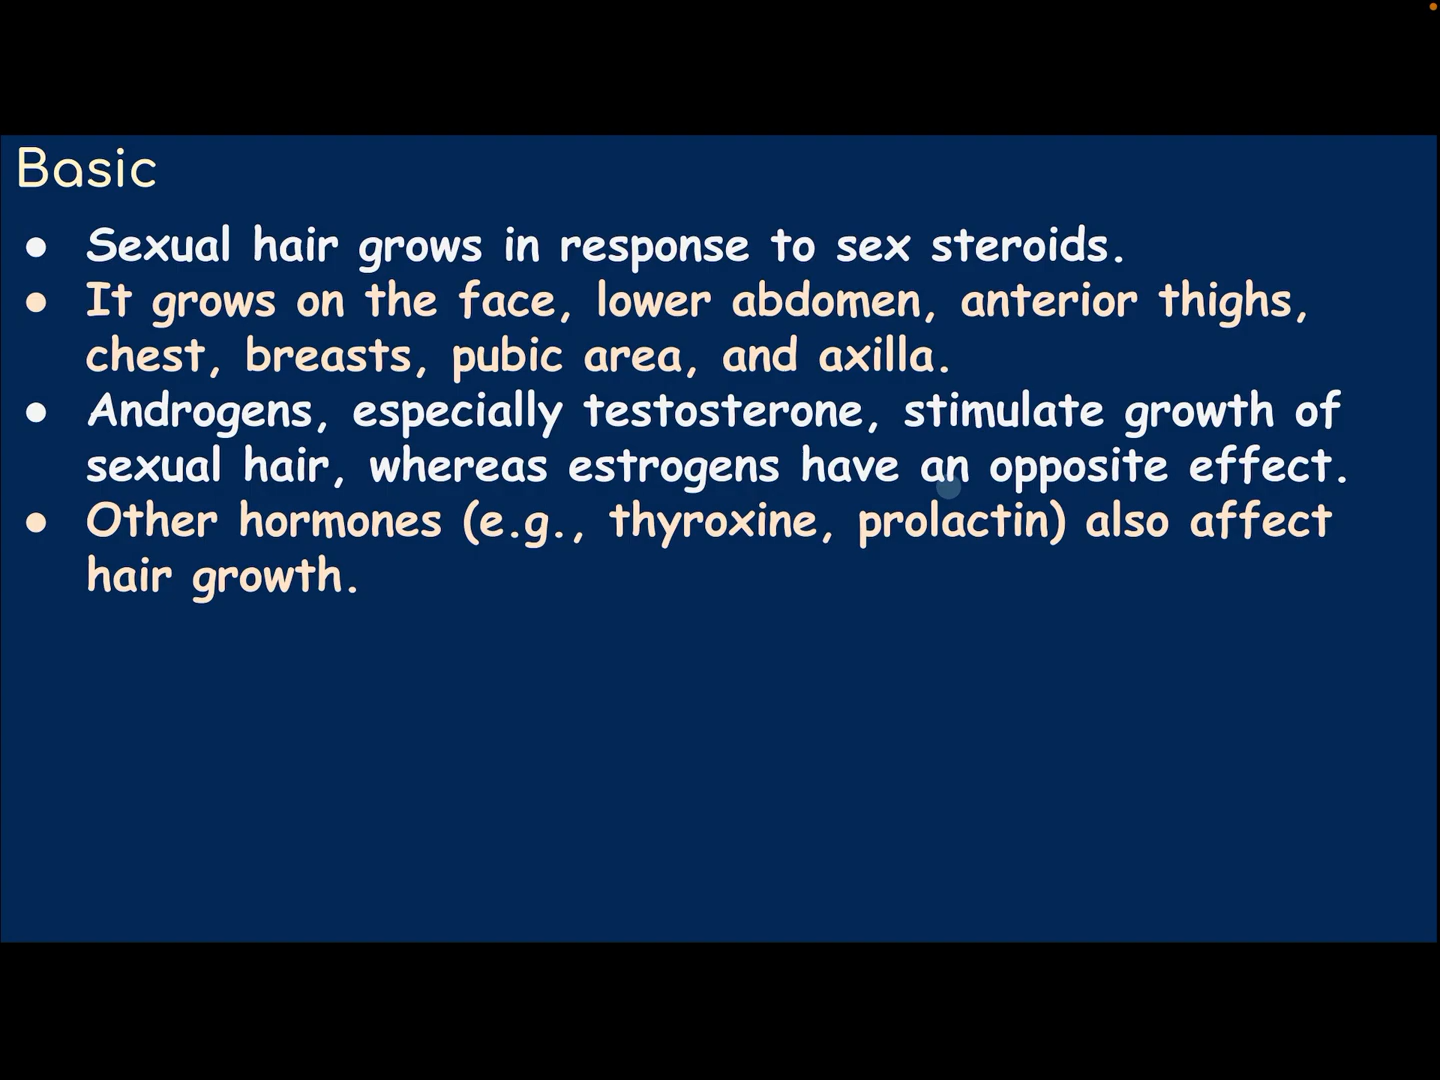 Basic
● Sexual hair grows in response to sex steroids.
● It grows on the face, lower abdomen, anterior thighs,
chest, breasts, pubic area, and axilla.
● Androgens, especially testosterone, stimulate growth of
sexual hair, whereas estrogens have an opposite effect.
● Other hormones (e.g., thyroxine, prolactin) also affect
hair growth.